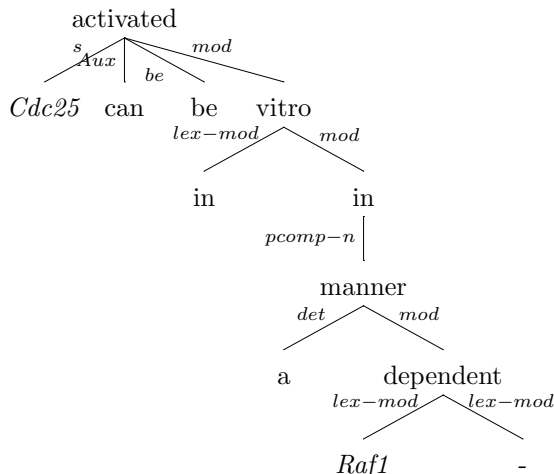 activated
s Aux be mod
Cdc25 can be vitro
lex−mod mod
in in
pcomp−n
manner
det mod
a dependent
lex−mod lex−mod
Raf1 -